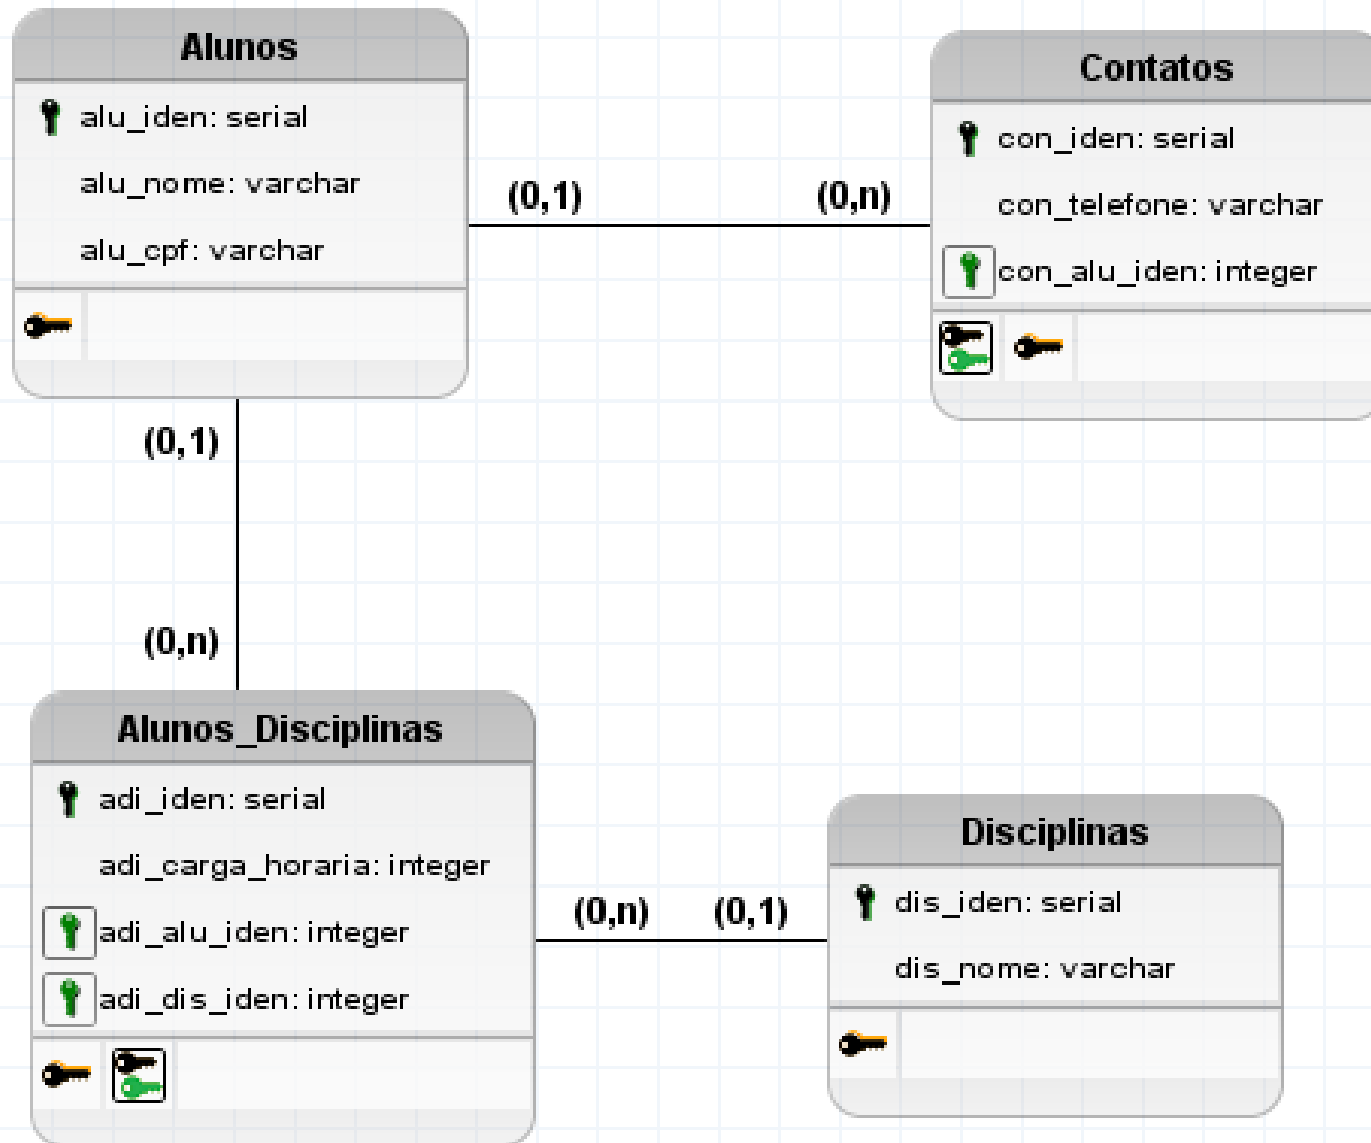 Alunos
alu_iden: serial
alu_nome: varchar
alu_cpf: varchar
Contatos
con_iden: serial
con_telefone: varchar
con_alu_iden: integer
(0,1)
(0,n)
(0,1)
(0,n)
Alunos_Disciplinas
adi_iden: serial
adi_carga_horaria: integer
adi_alu_iden: integer
adi_dis_iden: integer
(0,n)
(0,1)
Disciplinas
dis_iden: serial
dis_nome: varchar